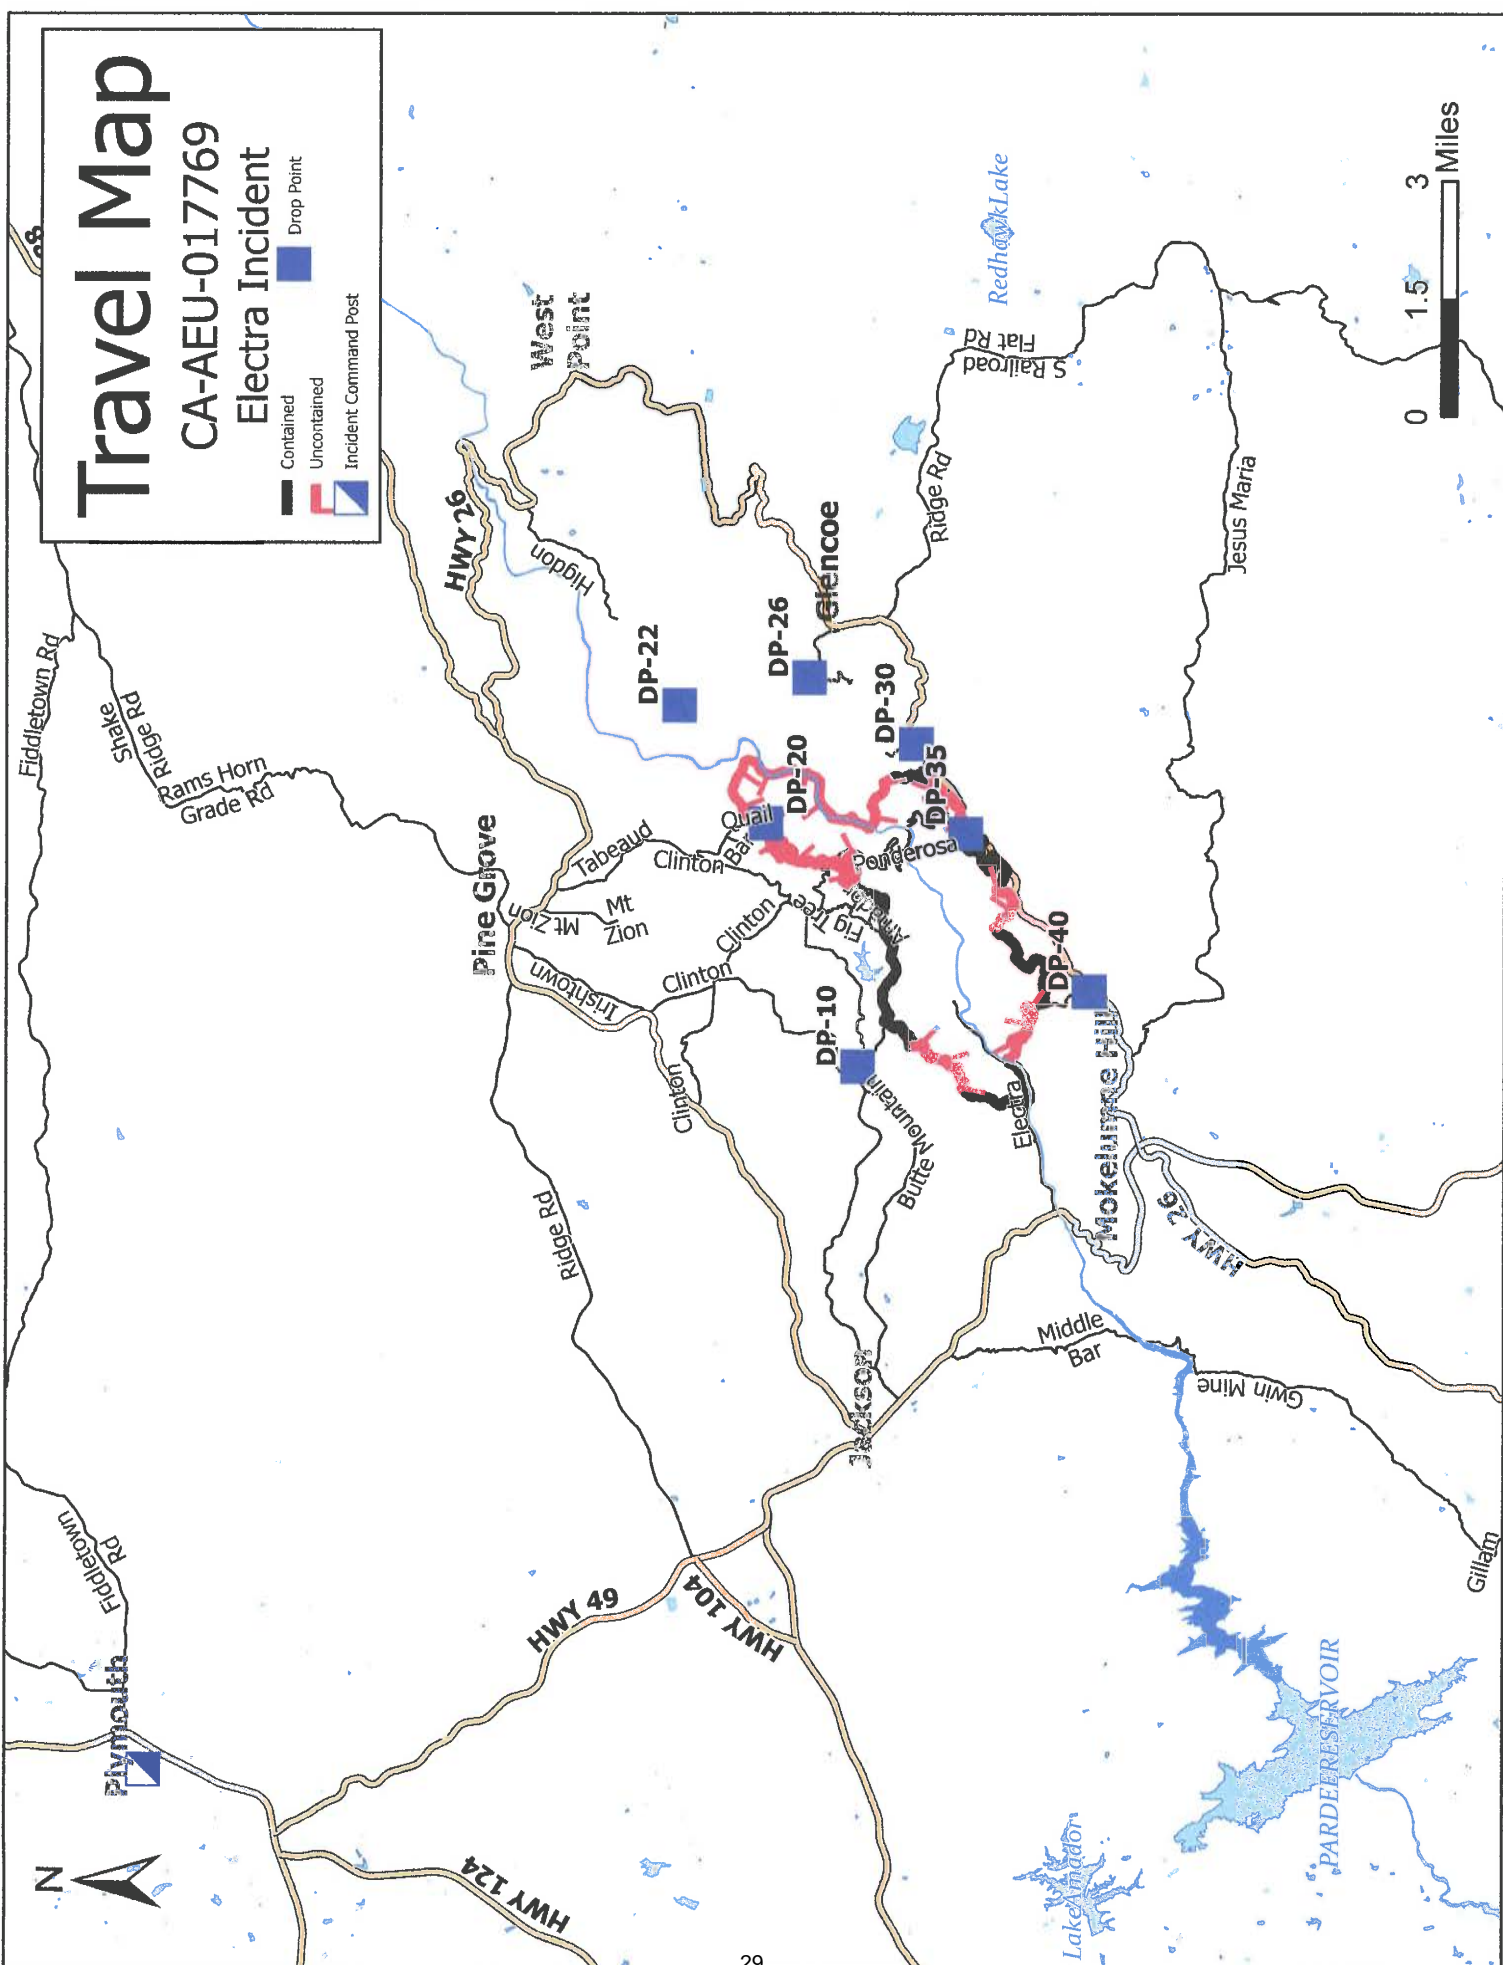 Travel Map
CA-AEU-017769
Electra Incident
Contained
Uncontained
Incident Command Post
Drop Point
N
Fiddletown Rd
Shake
Ridge Rd
Rams Horn
Grade Rd
Fiddletown
Rd
Plymouth
HWY 124
HWY 49
HWY 104
Ridge Rd
Pine Grove
HWY 26
West
Point
Higdon
DP-22
DP-26
Glencoe
DP-30
DP-20
DP-35
Quail
Bar
Tabeaud
Clinton
Mt Zion
Mt
Zion
Irishtown
Clinton
Clinton
Clinton
Fig Tree
Amador
Ponderosa
DP-10
DP-40
Butte Mountain
Electra
Mokelumne Hill
HWY 26
Jackson
Middle
Bar
Gwin Mine
Gillam
Ridge Rd
S Railroad
Flat Rd
Jesus Maria
Redhawk Lake
Lake Amador
PARDEE RESERVOIR
0
1.5
3
Miles
29